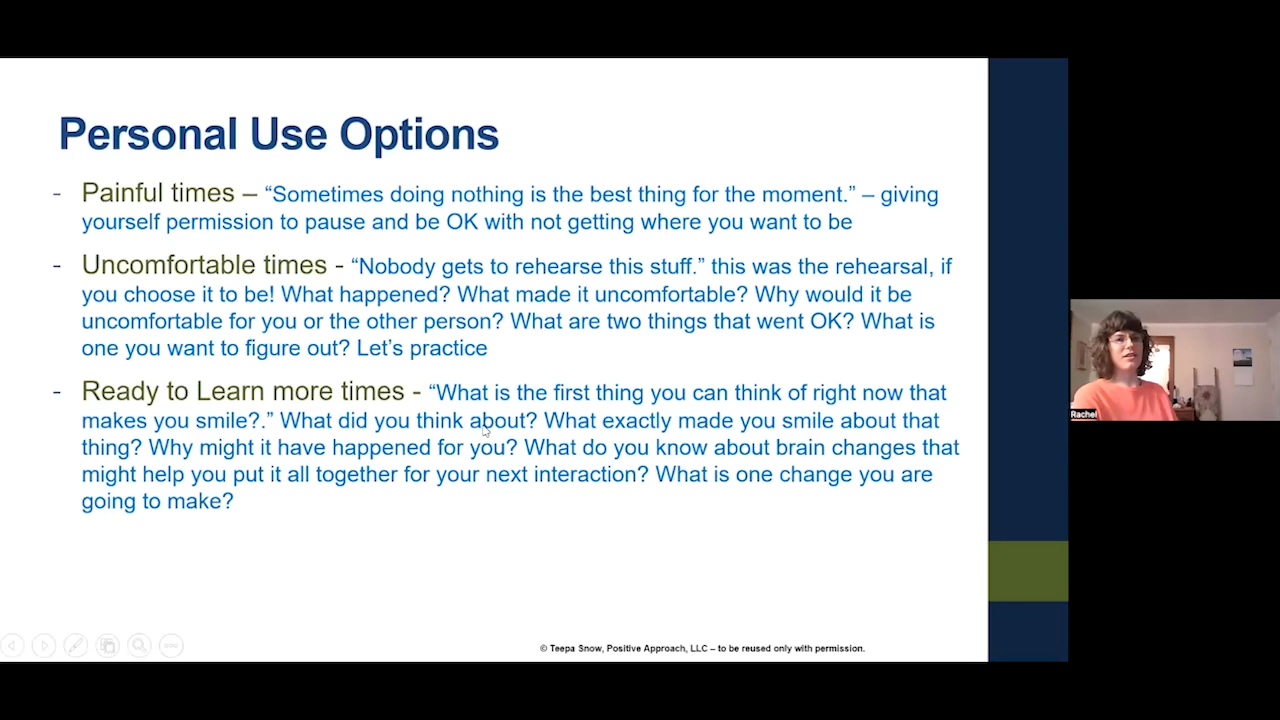 Personal Use Options
- Painful times – “Sometimes doing nothing is the best thing for the moment.” – giving
yourself permission to pause and be OK with not getting where you want to be
- Uncomfortable times - “Nobody gets to rehearse this stuff.” this was the rehearsal, if
you choose it to be! What happened? What made it uncomfortable? Why would it be
uncomfortable for you or the other person? What are two things that went OK? What is
one you want to figure out? Let’s practice
- Ready to Learn more times - “What is the first thing you can think of right now that
makes you smile?.” What did you think about? What exactly made you smile about that
thing? Why might it have happened for you? What do you know about brain changes that
might help you put it all together for your next interaction? What is one change you are
going to make?
Rachel
© Teepa Snow, Positive Approach, LLC – to be reused only with permission.